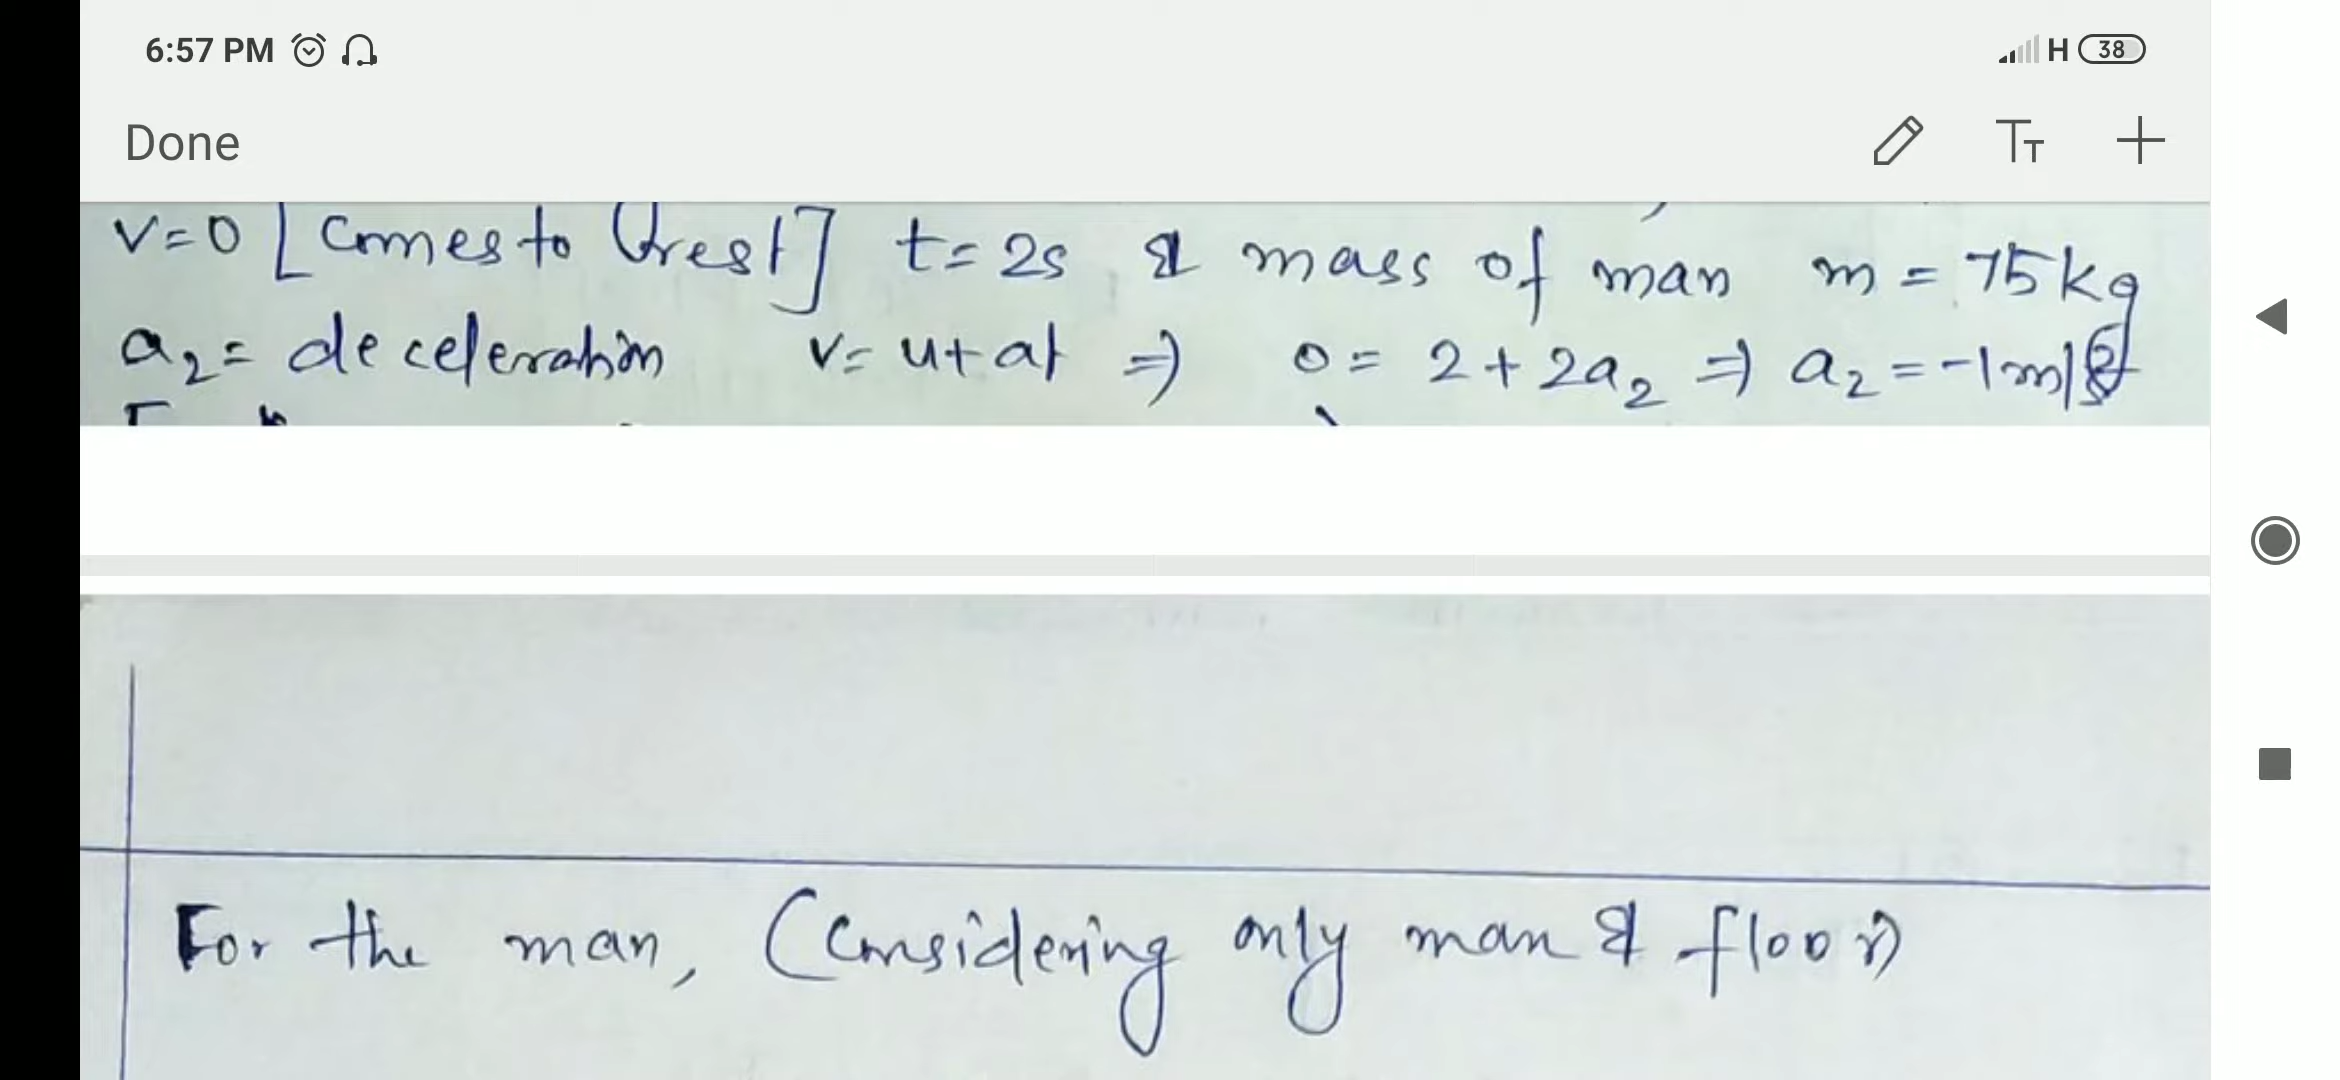 6:57 PM
H 38
Done
TT
v=0 [Comes to rest] t=2s & mass of man m = 75kg
a₂= deceleration v= u+at ⇒ 0= 2+2a₂ ⇒ a₂=-1m/s²
For the man, (Considering only man & floor)